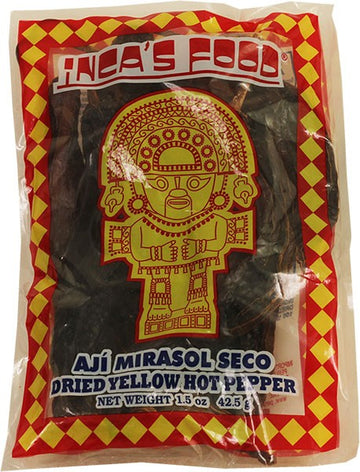 INCA'S FOOD
AJÍ MIRASOL SECO
DRIED YELLOW HOT PEPPER
NET WEIGHT 1.5 oz 42.5 g